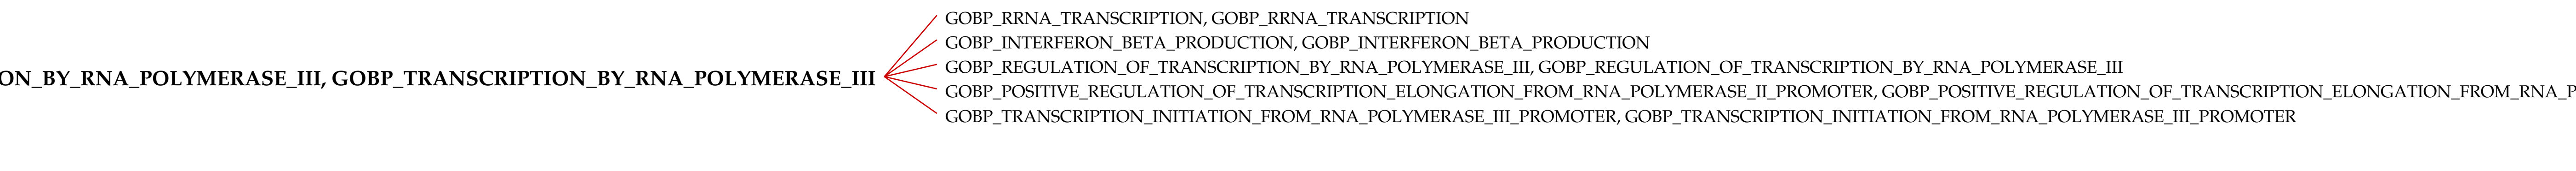 GOBP_RRNA_TRANSCRIPTION, GOBP_RRNA_TRANSCRIPTION
GOBP_INTERFERON_BETA_PRODUCTION, GOBP_INTERFERON_BETA_PRODUCTION
GOBP_REGULATION_OF_TRANSCRIPTION_BY_RNA_POLYMERASE_III, GOBP_REGULATION_OF_TRANSCRIPTION_BY_RNA_POLYMERASE_III
ON_BY_RNA_POLYMERASE_III, GOBP_TRANSCRIPTION_BY_RNA_POLYMERASE_III
GOBP_POSITIVE_REGULATION_OF_TRANSCRIPTION_ELONGATION_FROM_RNA_POLYMERASE_II_PROMOTER, GOBP_POSITIVE_REGULATION_OF_TRANSCRIPTION_ELONGATION_FROM_RNA_P
GOBP_TRANSCRIPTION_INITIATION_FROM_RNA_POLYMERASE_III_PROMOTER, GOBP_TRANSCRIPTION_INITIATION_FROM_RNA_POLYMERASE_III_PROMOTER